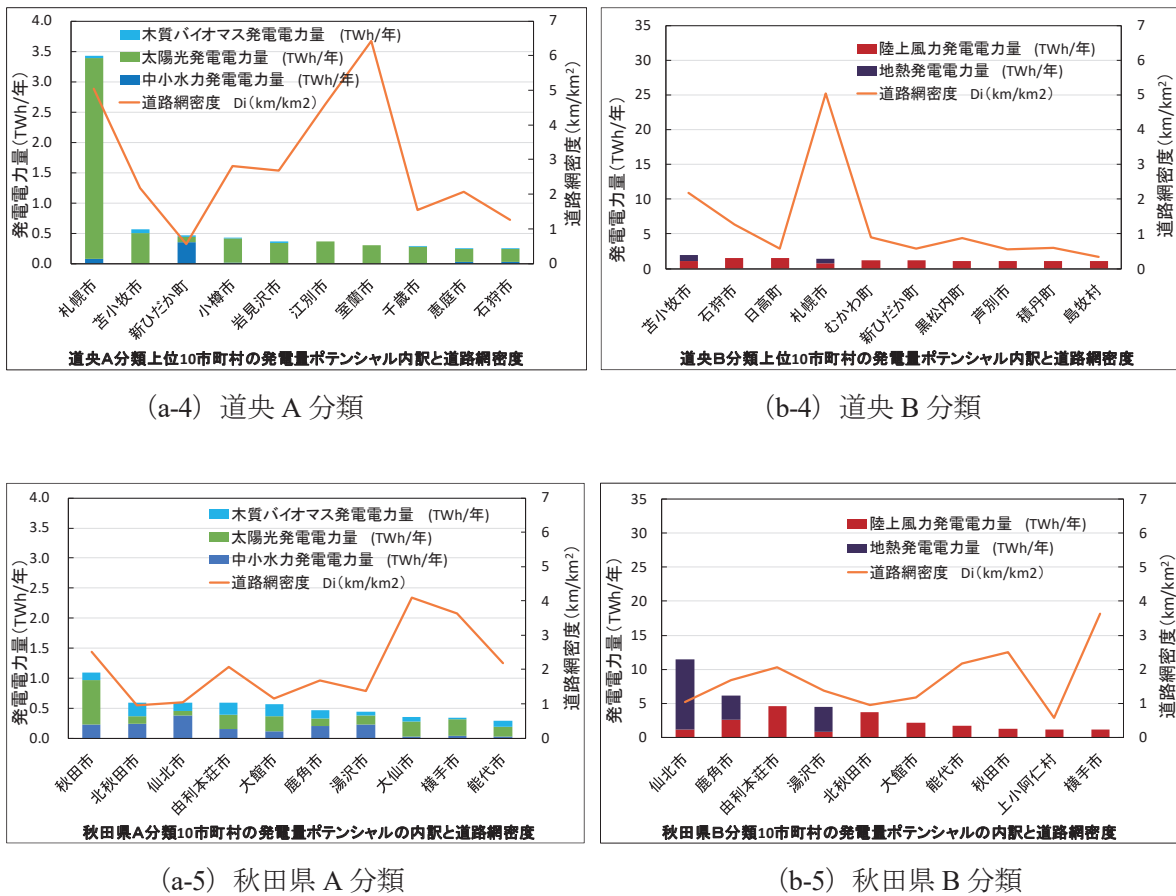 4.0
3.5
3.0
2.5
2.0
1.5
1.0
0.5
0.0
発電電力量(TWh/年)
木質バイオマス発電電力量 (TWh/年)
太陽光発電電力量 (TWh/年)
中小水力発電電力量 (TWh/年)
道路網密度 Di(km/km2)
7
6
5
4
3
2
1
0
道路網密度(km/km²)
札幌市
苫小牧市
新ひだか町
小樽市
岩見沢市
江別市
室蘭市
千歳市
恵庭市
石狩市
道央A分類上位10市町村の発電量ポテンシャル内訳と道路網密度
(a-4) 道央 A 分類
35
30
25
20
15
10
5
0
発電電力量(TWh/年)
陸上風力発電電力量 (TWh/年)
地熱発電電力量 (TWh/年)
道路網密度 Di(km/km2)
7
6
5
4
3
2
1
0
道路網密度(km/km²)
苫小牧市
石狩市
日高町
札幌市
むかわ町
新ひだか町
黒松内町
芦別市
積丹町
島牧村
道央B分類上位10市町村の発電量ポテンシャル内訳と道路網密度
(b-4) 道央 B 分類
4.0
3.5
3.0
2.5
2.0
1.5
1.0
0.5
0.0
発電電力量(TWh/年)
木質バイオマス発電電力量 (TWh/年)
太陽光発電電力量 (TWh/年)
中小水力発電電力量 (TWh/年)
道路網密度 Di(km/km2)
7
6
5
4
3
2
1
0
道路網密度(km/km²)
秋田市
北秋田市
仙北市
由利本荘市
大館市
鹿角市
湯沢市
大仙市
横手市
能代市
秋田県A分類10市町村の発電量ポテンシャルの内訳と道路網密度
(a-5) 秋田県 A 分類
35
30
25
20
15
10
5
0
発電電力量(TWh/年)
陸上風力発電電力量 (TWh/年)
地熱発電電力量 (TWh/年)
道路網密度 Di(km/km2)
7
6
5
4
3
2
1
0
道路網密度(km/km²)
仙北市
鹿角市
由利本荘市
湯沢市
北秋田市
大館市
能代市
秋田市
上小阿仁村
横手市
秋田県B分類10市町村の発電量ポテンシャルの内訳と道路網密度
(b-5) 秋田県 B 分類